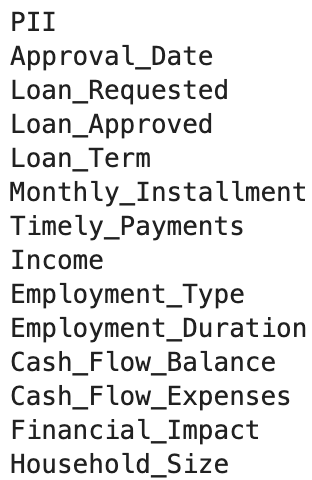 PII
Approval_Date
Loan_Requested
Loan_Approved
Loan_Term
Monthly_Installment
Timely_Payments
Income
Employment_Type
Employment_Duration
Cash_Flow_Balance
Cash_Flow_Expenses
Financial_Impact
Household_Size